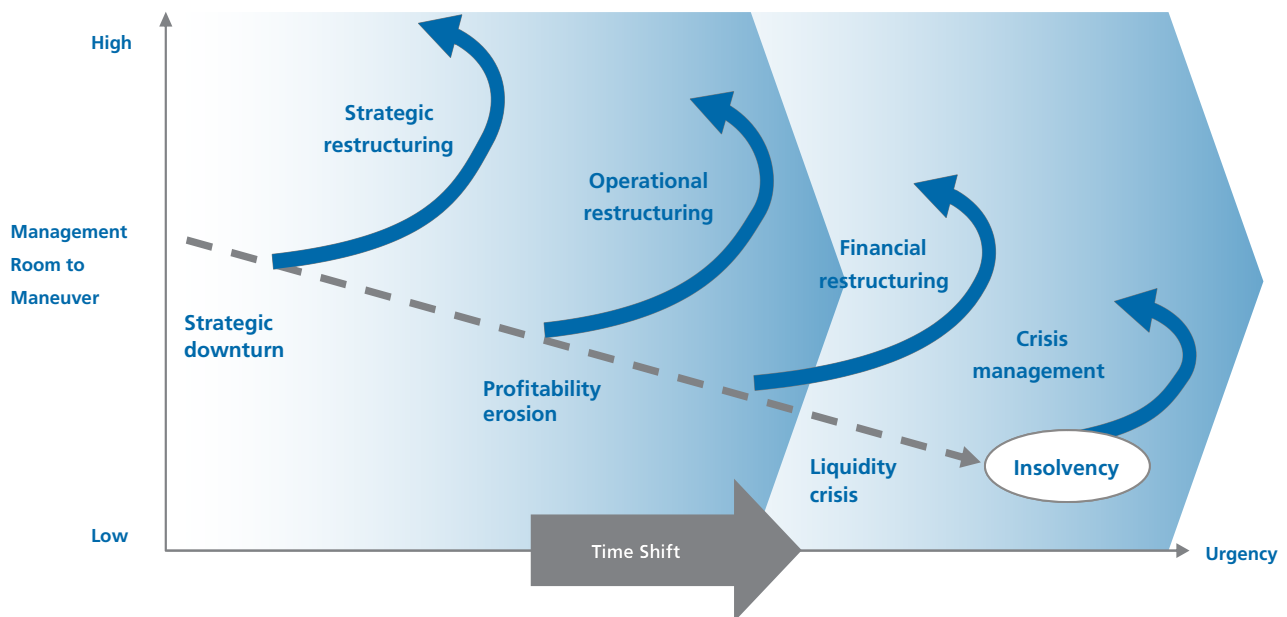 High
Strategic
restructuring
Operational
restructuring
Management
Room to
Maneuver
Financial
restructuring
Strategic
downturn
Crisis
management
Profitability
erosion
Liquidity
crisis
Insolvency
Low
Time Shift
Urgency